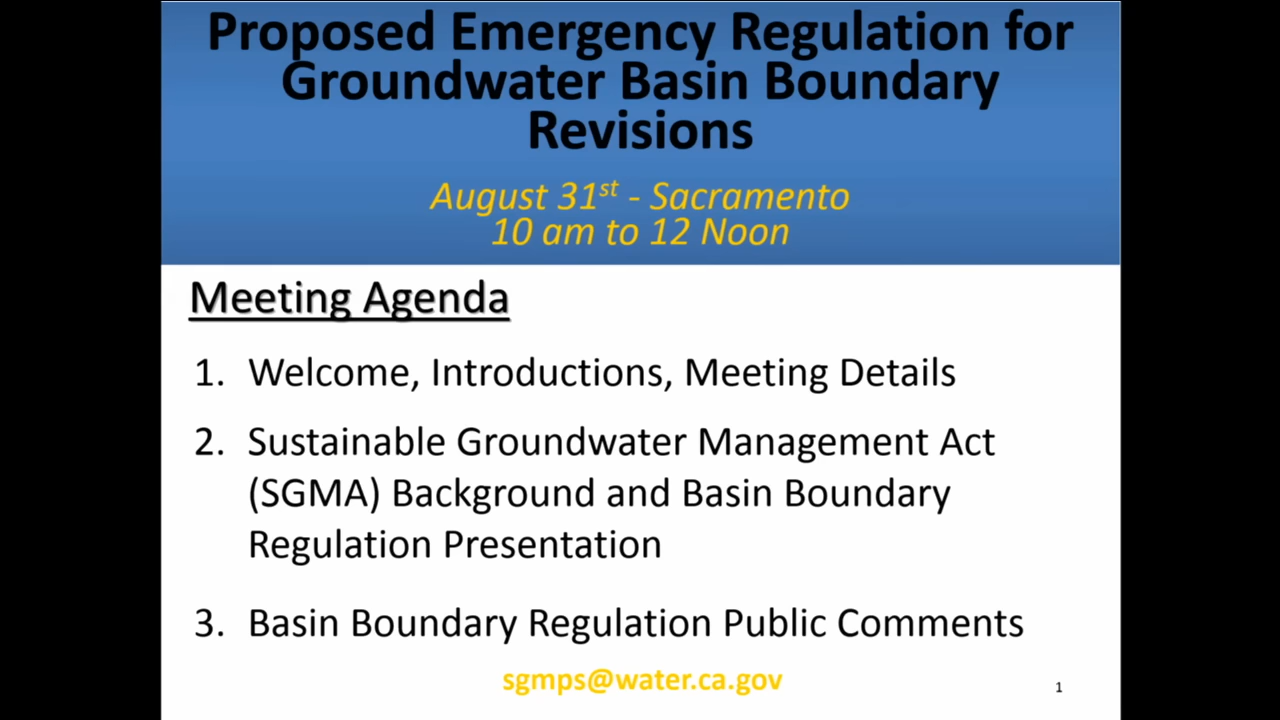 Proposed Emergency Regulation for
Groundwater Basin Boundary
Revisions
August 31st - Sacramento
10 am to 12 Noon
Meeting Agenda
1. Welcome, Introductions, Meeting Details
2. Sustainable Groundwater Management Act
(SGMA) Background and Basin Boundary
Regulation Presentation
3. Basin Boundary Regulation Public Comments
sgmps@water.ca.gov
1